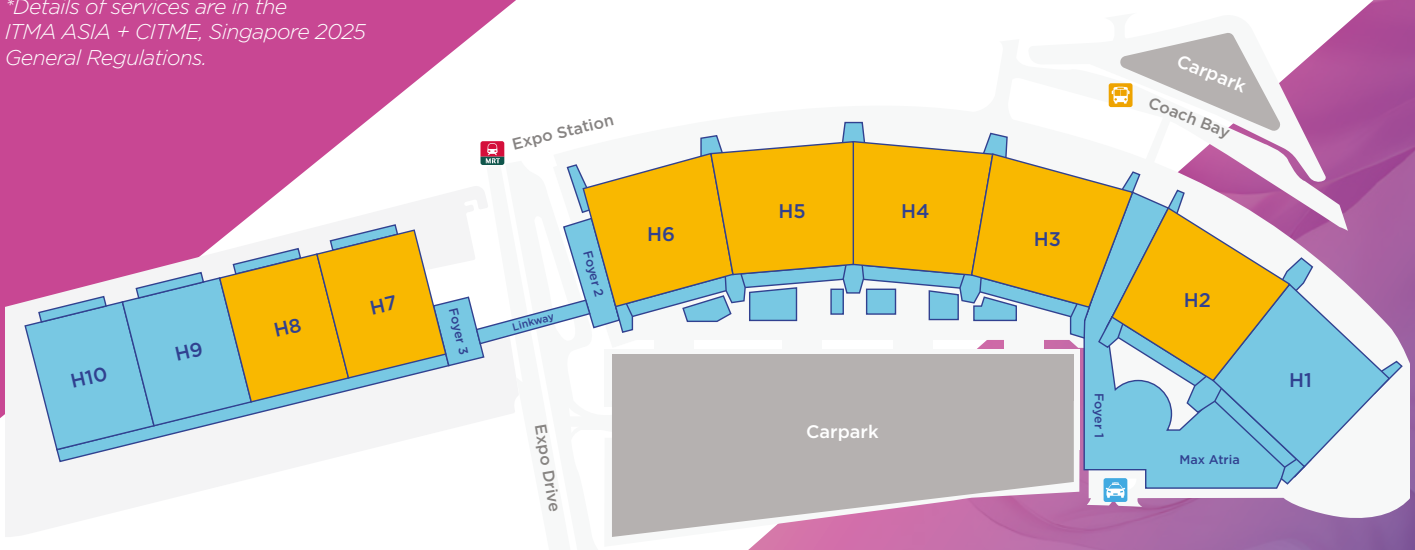 *Details of services are in the
ITMA ASIA + CITME, Singapore 2025
General Regulations.
Carpark
Coach Bay
Expo Station
MRT
H6
H5
H4
H3
H2
H1
Foyer 2
Linkway
Foyer 3
H7
H8
H9
H10
Expo Drive
Carpark
Foyer 1
Max Atria